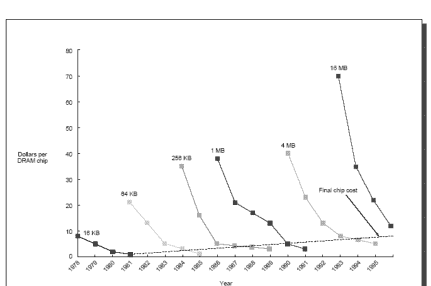 80
70
60
50
40
30
20
10
0
Dollars per
DRAM chip
16 KB
64 KB
256 KB
1 MB
4 MB
16 MB
Final chip cost
1978 1979 1980 1981 1982 1983 1984 1985 1986 1987 1988 1989 1990 1991 1992 1993 1994 1995
Year